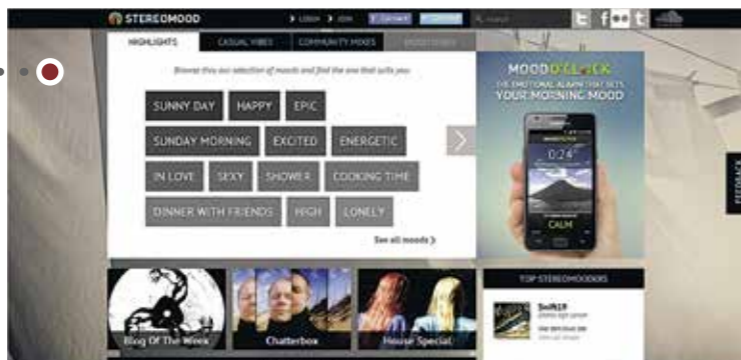 STEREOMOOD
LOGIN JOIN
HIGHLIGHTS CASUAL VIBES COMMUNITY MIXES
Browse thru our selection of moods and find the one that suits you
SUNNY DAY HAPPY EPIC
SUNDAY MORNING EXCITED ENERGETIC
IN LOVE SEXY SHOWER COOKING TIME
DINNER WITH FRIENDS HIGH LONELY
See all moods
MOOD O'CLOCK
THE EMOTIONAL ALARM THAT SETS
YOUR MORNING MOOD
0:24
CALM
FEEDBACK
Blog Of The Week
Chatterbox
House Special
TOP STEREOMOODERS